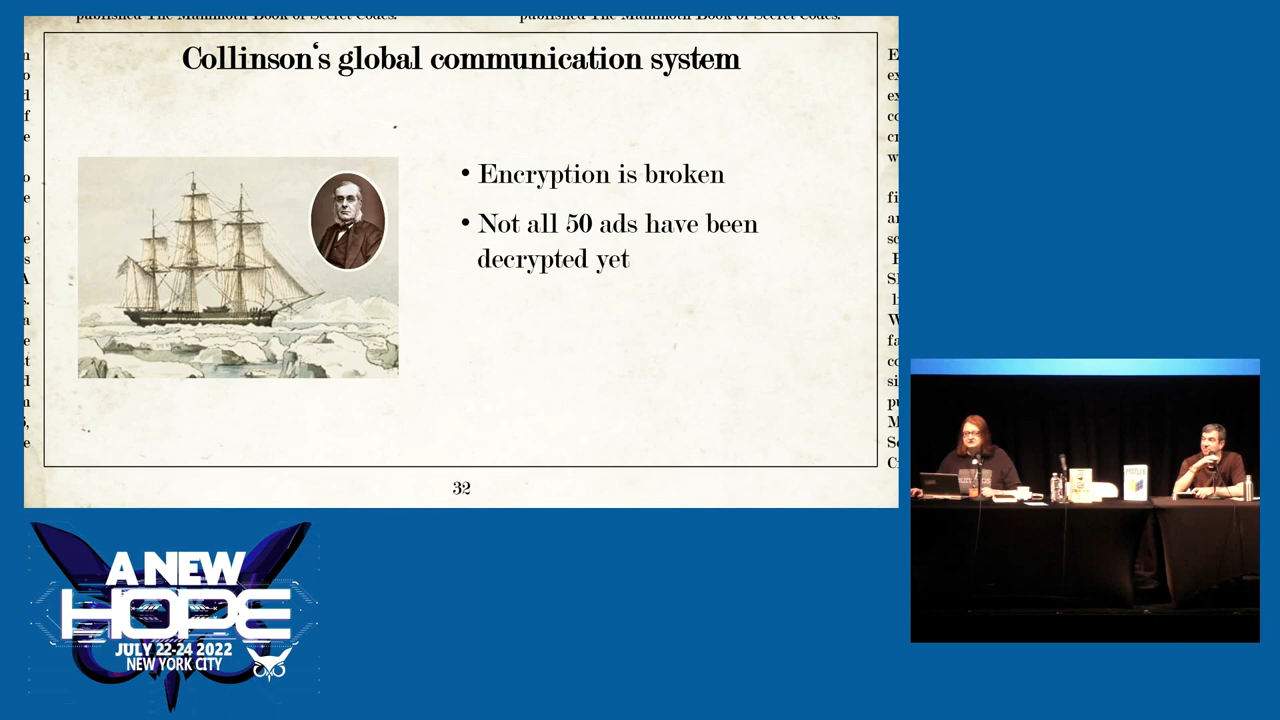 published The Mammoth Book of Secret Codes. published The Mammoth Book of Secret Codes.
Collinson‘s global communication system
• Encryption is broken
• Not all 50 ads have been
decrypted yet
32
A NEW
HOPE
JULY 22-24 2022
NEW YORK CITY